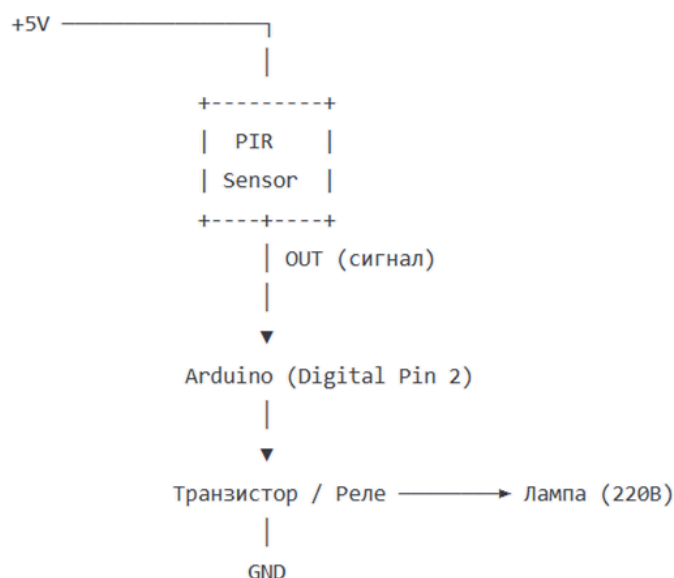 +5V
PIR
Sensor
OUT (сигнал)
Arduino (Digital Pin 2)
Транзистор / Реле Лампа (220В)
GND